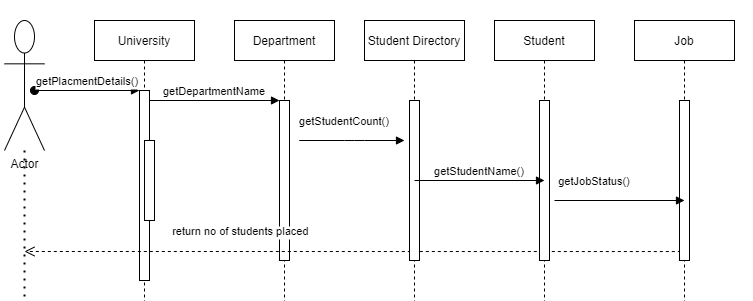 University
Department
Student Directory
Student
Job
getPlacmentDetails()
getDepartmentName
getStudentCount()
getStudentName()
getJobStatus()
Actor
return no of students placed